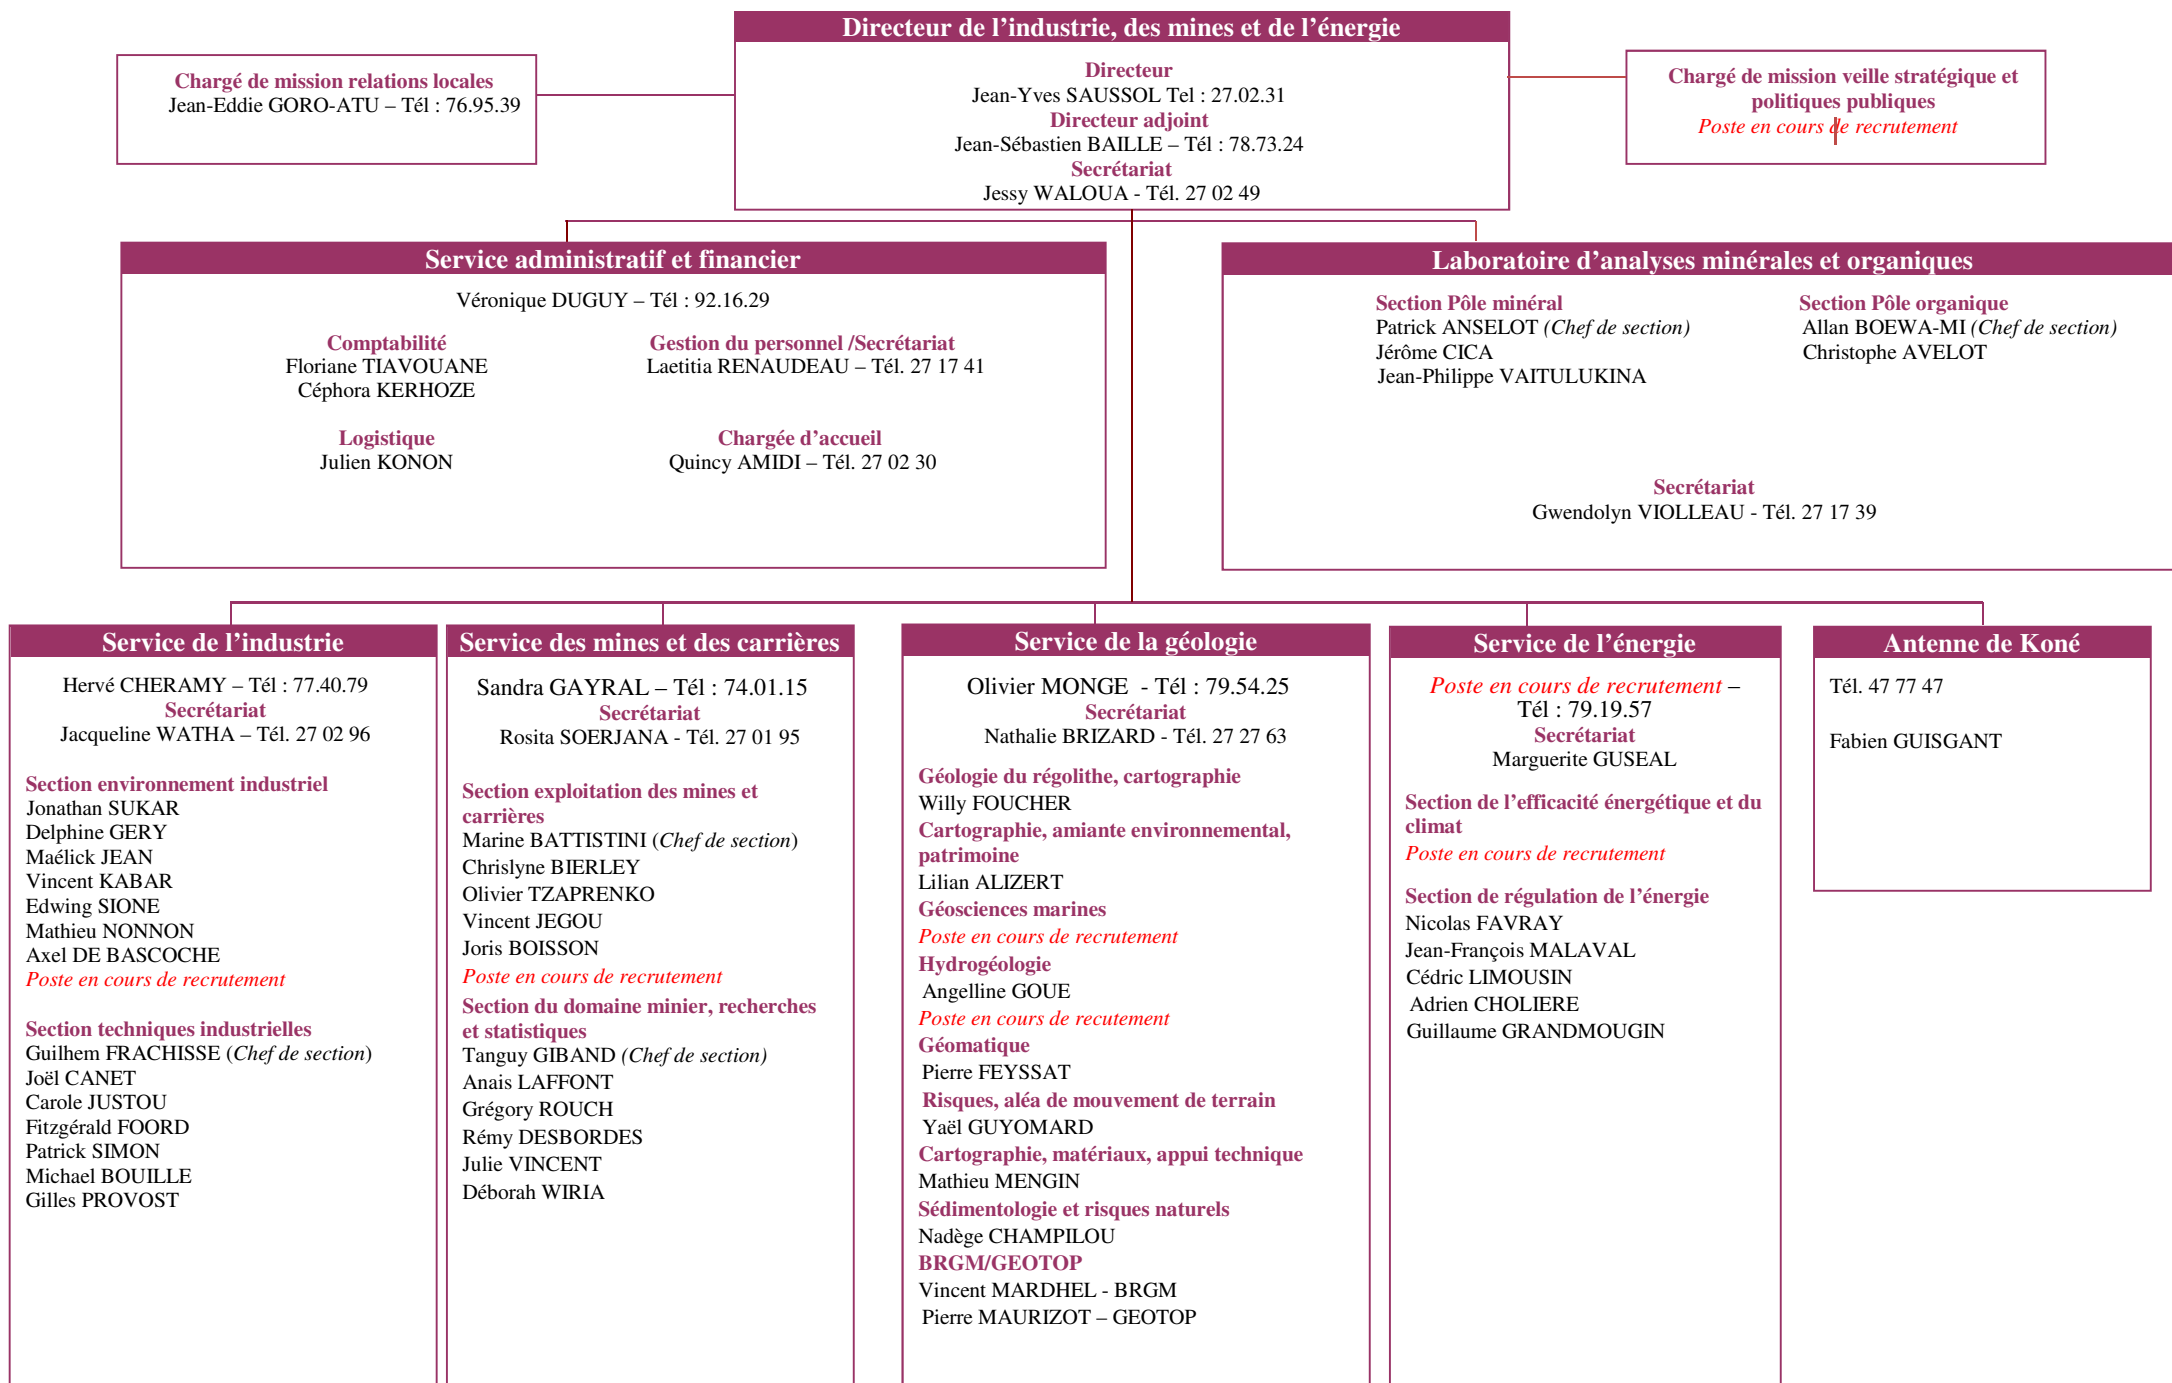 Directeur de l’industrie, des mines et de l’énergie
Directeur
Jean-Yves SAUSSOL Tel : 27.02.31
Directeur adjoint
Jean-Sébastien BAILLE – Tél : 78.73.24
Secrétariat
Jessy WALOUA - Tél. 27 02 49
Chargé de mission relations locales
Jean-Eddie GORO-ATU – Tél : 76.95.39
Chargé de mission veille stratégique et
politiques publiques
Poste en cours de recrutement
Service administratif et financier
Véronique DUGUY – Tél : 92.16.29
Comptabilité
Floriane TIAVOUANE
Céphora KERHOZE
Gestion du personnel /Secrétariat
Laetitia RENAUDEAU – Tél. 27 17 41
Logistique
Julien KONON
Chargée d’accueil
Quincy AMIDI – Tél. 27 02 30
Laboratoire d’analyses minérales et organiques
Section Pôle minéral
Patrick ANSELOT (Chef de section)
Jérôme CICA
Jean-Philippe VAITULUKINA
Section Pôle organique
Allan BOEWA-MI (Chef de section)
Christophe AVELOT
Secrétariat
Gwendolyn VIOLLEAU - Tél. 27 17 39
Service de l’industrie
Hervé CHERAMY – Tél : 77.40.79
Secrétariat
Jacqueline WATHA – Tél. 27 02 96
Section environnement industriel
Jonathan SUKAR
Delphine GERY
Maélick JEAN
Vincent KABAR
Edwing SIONE
Mathieu NONNON
Axel DE BASCOCHE
Poste en cours de recrutement
Section techniques industrielles
Guilhem FRACHISSE (Chef de section)
Joël CANET
Carole JUSTOU
Fitzgérald FOORD
Patrick SIMON
Michael BOUILLE
Gilles PROVOST
Service des mines et des carrières
Sandra GAYRAL – Tél : 74.01.15
Secrétariat
Rosita SOERJANA - Tél. 27 01 95
Section exploitation des mines et
carrières
Marine BATTISTINI (Chef de section)
Chrislyne BIERLEY
Olivier TZAPRENKO
Vincent JEGOU
Joris BOISSON
Poste en cours de recrutement
Section du domaine minier, recherches
et statistiques
Tanguy GIBAND (Chef de section)
Anais LAFFONT
Grégory ROUCH
Rémy DESBORDES
Julie VINCENT
Déborah WIRIA
Service de la géologie
Olivier MONGE - Tél : 79.54.25
Secrétariat
Nathalie BRIZARD - Tél. 27 27 63
Géologie du régolithe, cartographie
Willy FOUCHER
Cartographie, amiante environnemental,
patrimoine
Lilian ALIZERT
Géosciences marines
Poste en cours de recrutement
Hydrogéologie
Angelline GOUE
Poste en cours de recutement
Géomatique
Pierre FEYSSAT
Risques, aléa de mouvement de terrain
Yaël GUYOMARD
Cartographie, matériaux, appui technique
Mathieu MENGIN
Sédimentologie et risques naturels
Nadège CHAMPILOU
BRGM/GEOTOP
Vincent MARDHEL - BRGM
Pierre MAURIZOT – GEOTOP
Service de l’énergie
Poste en cours de recrutement –
Tél : 79.19.57
Secrétariat
Marguerite GUSEAL
Section de l’efficacité énergétique et du
climat
Poste en cours de recrutement
Section de régulation de l’énergie
Nicolas FAVRAY
Jean-François MALAVAL
Cédric LIMOUSIN
Adrien CHOLIERE
Guillaume GRANDMOUGIN
Antenne de Koné
Tél. 47 77 47
Fabien GUISGANT